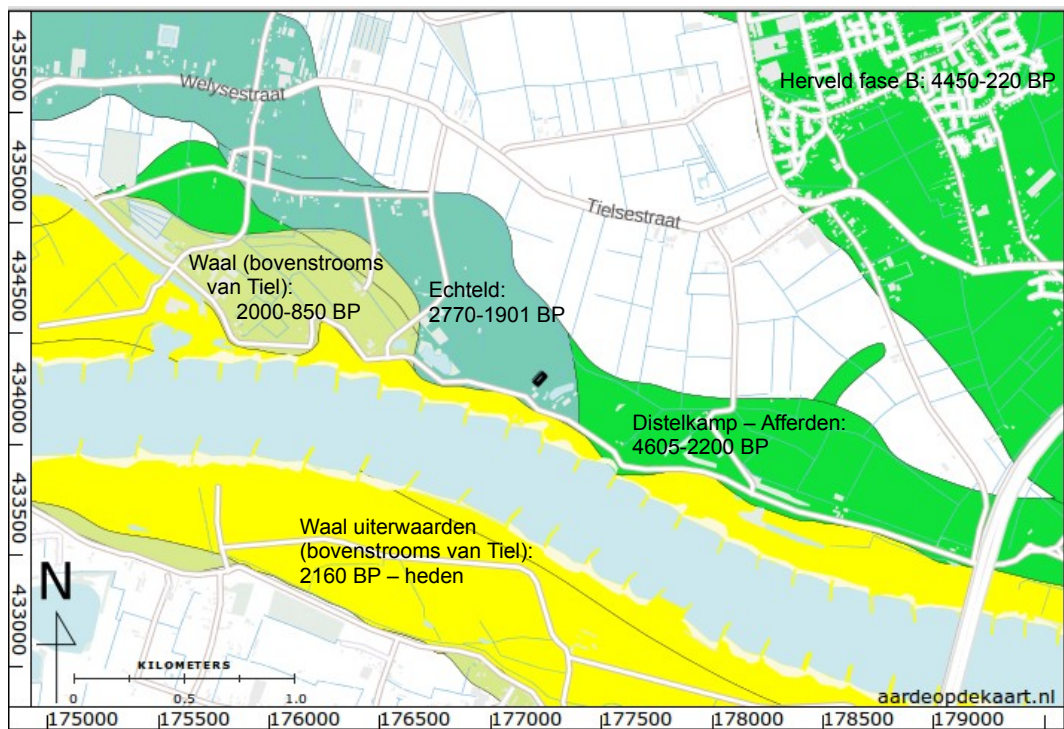 Welysestraat
Herveld fase B: 4450-220 BP
Tielsestraat
Waal (bovenstrooms
van Tiel):
2000-850 BP
Echteld:
2770-1901 BP
Distelkamp – Afferden:
4605-2200 BP
Waal uiterwaarden
(bovenstrooms van Tiel):
2160 BP – heden
435500
435000
434500
434000
433500
433000
N
KILOMETERS
0 0.5 1.0
aardeopdekaart.nl
175000 175500 176000 176500 177000 177500 178000 178500 179000